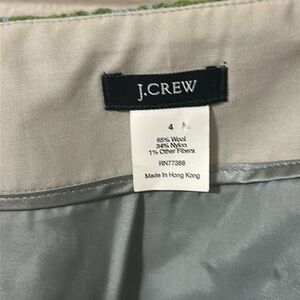 J.CREW
4
65% Wool
34% Nylon
1% Other Fibers
RN77388
Made in Hong Kong